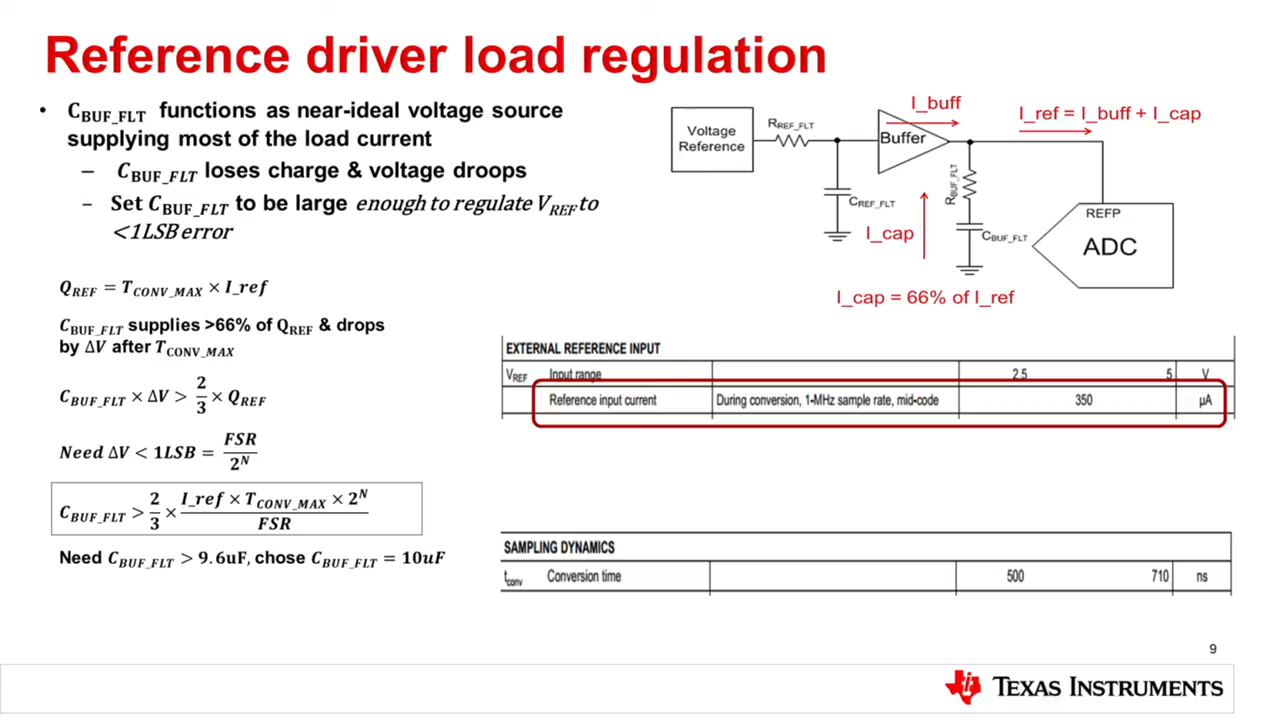 Reference driver load regulation
• C_BUF_FLT functions as near-ideal voltage source
supplying most of the load current
– C_BUF_FLT loses charge & voltage droops
– Set C_BUF_FLT to be large enough to regulate V_REF to
<1LSB error
Q_REF = T_CONV_MAX × I_ref
C_BUF_FLT supplies >66% of Q_REF & drops
by ΔV after T_CONV_MAX
C_BUF_FLT × ΔV > 2/3 × Q_REF
Need ΔV < 1LSB = FSR/2^N
C_BUF_FLT > 2/3 × (I_ref × T_CONV_MAX × 2^N)/FSR
Need C_BUF_FLT > 9.6uF, chose C_BUF_FLT = 10uF
Voltage
Reference
R_REF_FLT
C_REF_FLT
I_buff
Buffer
I_ref = I_buff + I_cap
R_BUF_FLT
C_BUF_FLT
I_cap
REFP
ADC
I_cap = 66% of I_ref
EXTERNAL REFERENCE INPUT
V_REF Input range 2.5 5 V
Reference input current During conversion, 1-MHz sample rate, mid-code 350 µA
SAMPLING DYNAMICS
t_conv Conversion time 500 710 ns
9
TEXAS INSTRUMENTS